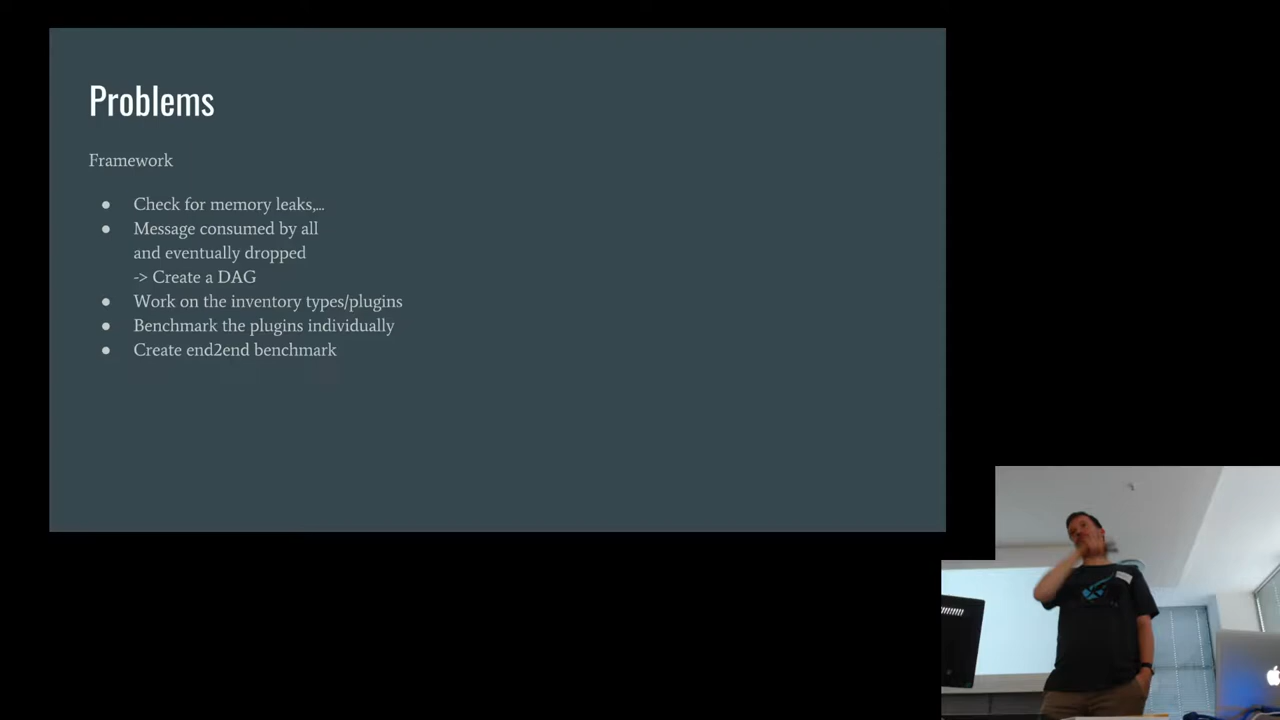 Problems
Framework
● Check for memory leaks,...
● Message consumed by all
and eventually dropped
-> Create a DAG
● Work on the inventory types/plugins
● Benchmark the plugins individually
● Create end2end benchmark